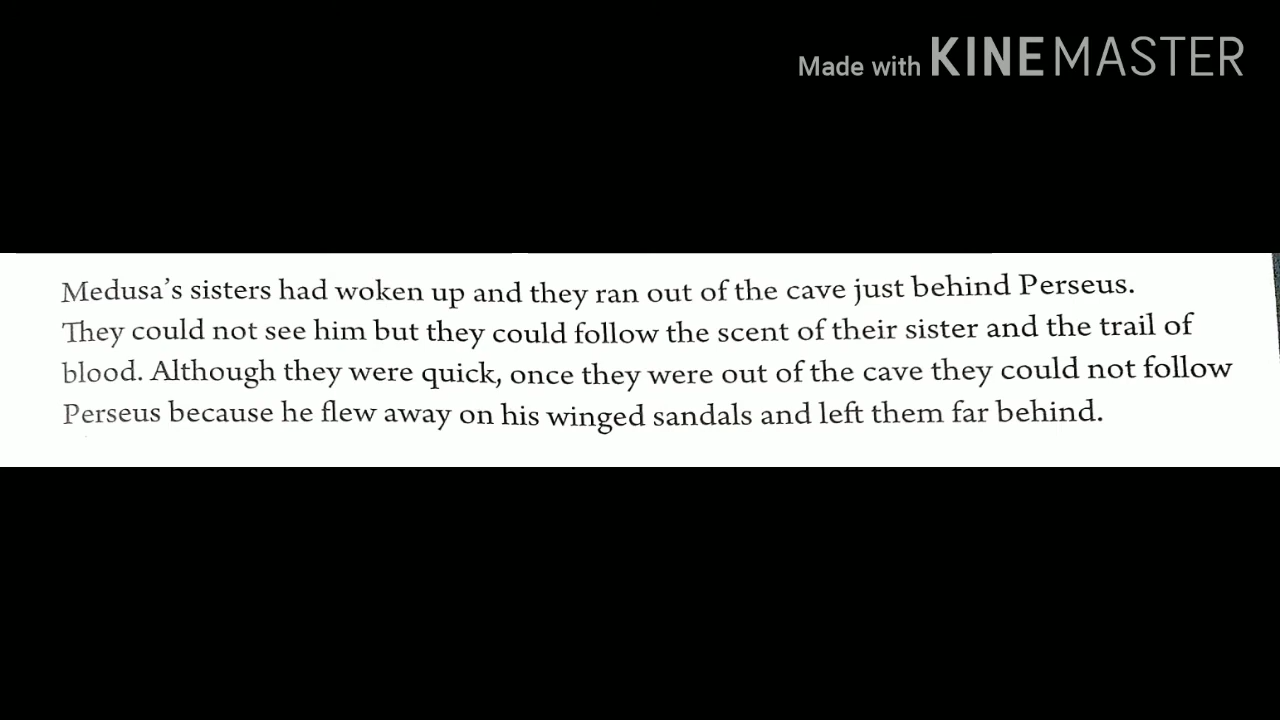 Made with KINEMASTER
Medusa's sisters had woken up and they ran out of the cave just behind Perseus.
They could not see him but they could follow the scent of their sister and the trail of
blood. Although they were quick, once they were out of the cave they could not follow
Perseus because he flew away on his winged sandals and left them far behind.